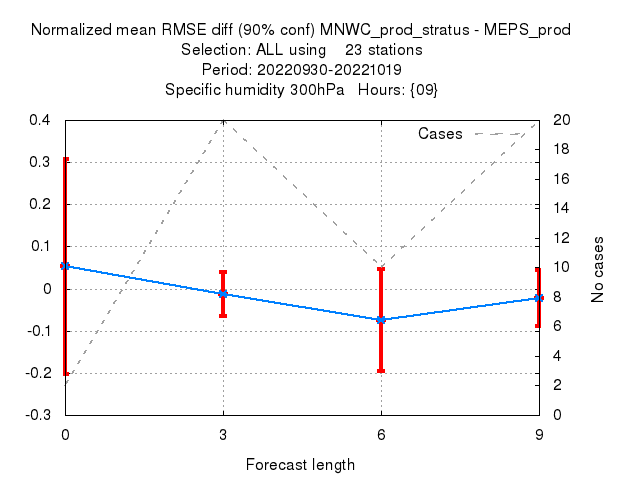 Normalized mean RMSE diff (90% conf) MNWC_prod_stratus - MEPS_prod
Selection: ALL using    23 stations
Period: 20220930-20221019
Specific humidity 300hPa   Hours: {09}
Cases
0.4
0.3
0.2
0.1
0
-0.1
-0.2
-0.3
20
18
16
14
12
10
8
6
4
2
0
No cases
0 3 6 9
Forecast length